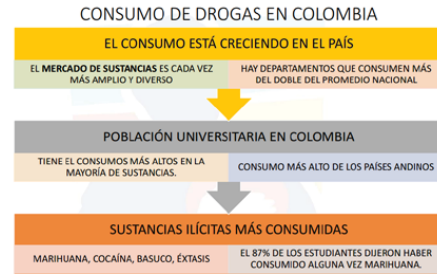 CONSUMO DE DROGAS EN COLOMBIA
EL CONSUMO ESTÁ CRECIENDO EN EL PAÍS
EL MERCADO DE SUSTANCIAS ES CADA VEZ
MÁS AMPLIO Y DIVERSO
HAY DEPARTAMENTOS QUE CONSUMEN MÁS
DEL DOBLE DEL PROMEDIO NACIONAL
POBLACIÓN UNIVERSITARIA EN COLOMBIA
TIENE EL CONSUMOS MÁS ALTOS EN LA
MAYORÍA DE SUSTANCIAS.
CONSUMO MÁS ALTO DE LOS PAÍSES ANDINOS
SUSTANCIAS ILÍCITAS MÁS CONSUMIDAS
MARIHUANA, COCAÍNA, BASUCO, ÉXTASIS
EL 87% DE LOS ESTUDIANTES DIJERON HABER
CONSUMIDO ALGUNA VEZ MARIHUANA.